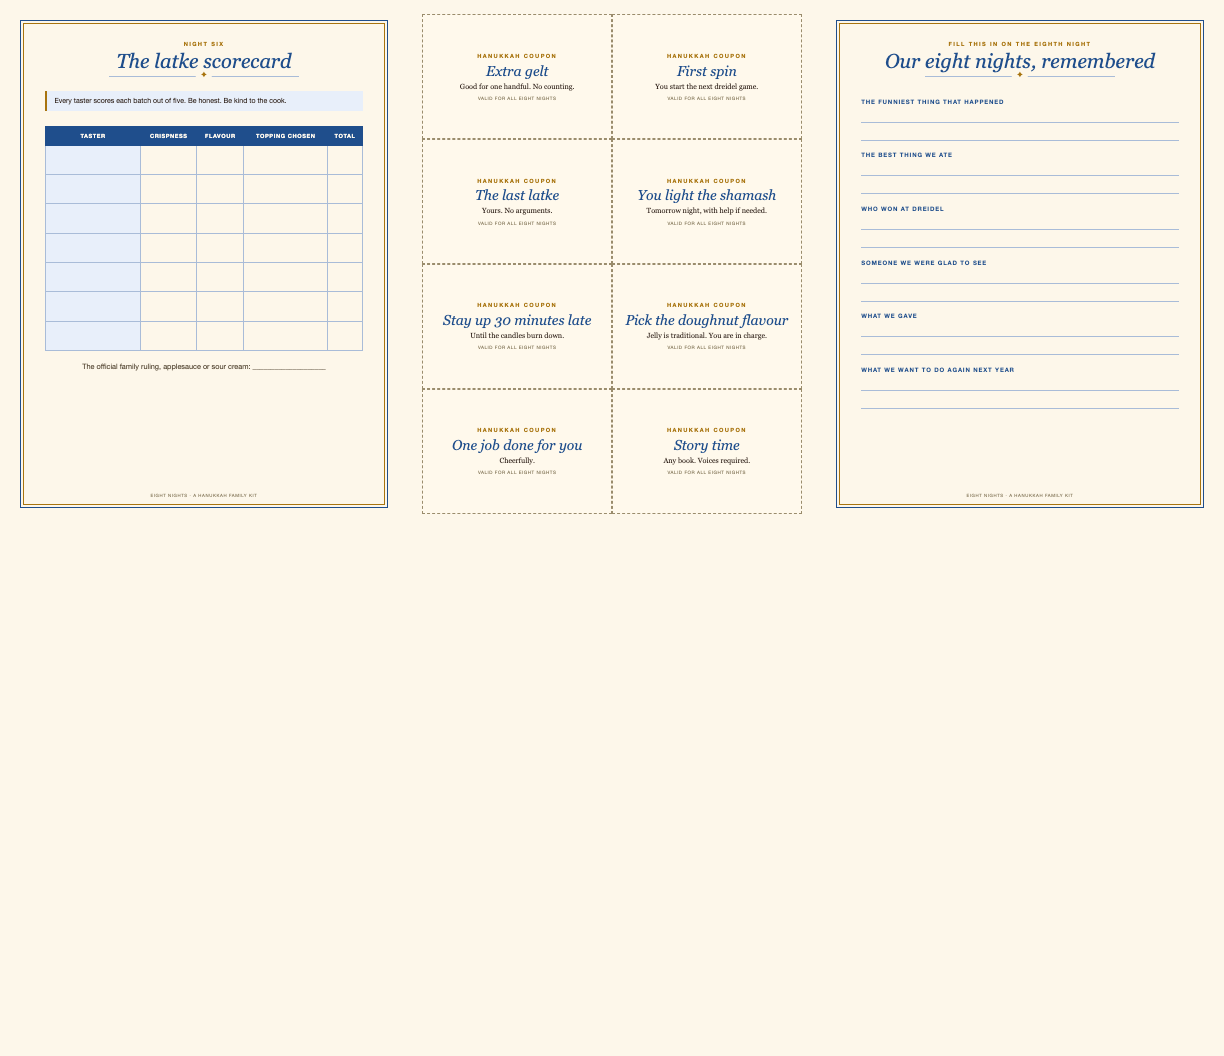 NIGHT SIX
The latke scorecard
Every taster scores each batch out of five. Be honest. Be kind to the cook.
TASTER CRISPNESS FLAVOUR TOPPING CHOSEN TOTAL
The official family ruling, applesauce or sour cream: ___________________
EIGHT NIGHTS · A HANUKKAH FAMILY KIT
HANUKKAH COUPON
Extra gelt
Good for one handful. No counting.
VALID FOR ALL EIGHT NIGHTS
HANUKKAH COUPON
First spin
You start the next dreidel game.
VALID FOR ALL EIGHT NIGHTS
HANUKKAH COUPON
The last latke
Yours. No arguments.
VALID FOR ALL EIGHT NIGHTS
HANUKKAH COUPON
You light the shamash
Tomorrow night, with help if needed.
VALID FOR ALL EIGHT NIGHTS
HANUKKAH COUPON
Stay up 30 minutes late
Until the candles burn down.
VALID FOR ALL EIGHT NIGHTS
HANUKKAH COUPON
Pick the doughnut flavour
Jelly is traditional. You are in charge.
VALID FOR ALL EIGHT NIGHTS
HANUKKAH COUPON
One job done for you
Cheerfully.
VALID FOR ALL EIGHT NIGHTS
HANUKKAH COUPON
Story time
Any book. Voices required.
VALID FOR ALL EIGHT NIGHTS
FILL THIS IN ON THE EIGHTH NIGHT
Our eight nights, remembered
THE FUNNIEST THING THAT HAPPENED
THE BEST THING WE ATE
WHO WON AT DREIDEL
SOMEONE WE WERE GLAD TO SEE
WHAT WE GAVE
WHAT WE WANT TO DO AGAIN NEXT YEAR
EIGHT NIGHTS · A HANUKKAH FAMILY KIT